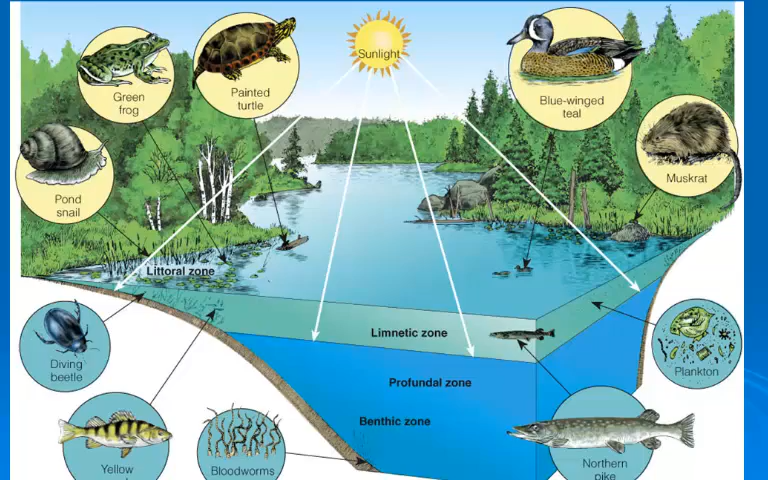 Sunlight
Green
frog
Painted
turtle
Blue-winged
teal
Muskrat
Pond
snail
Littoral zone
Limnetic zone
Diving
beetle
Plankton
Profundal zone
Benthic zone
Yellow
Bloodworms
Northern
pike